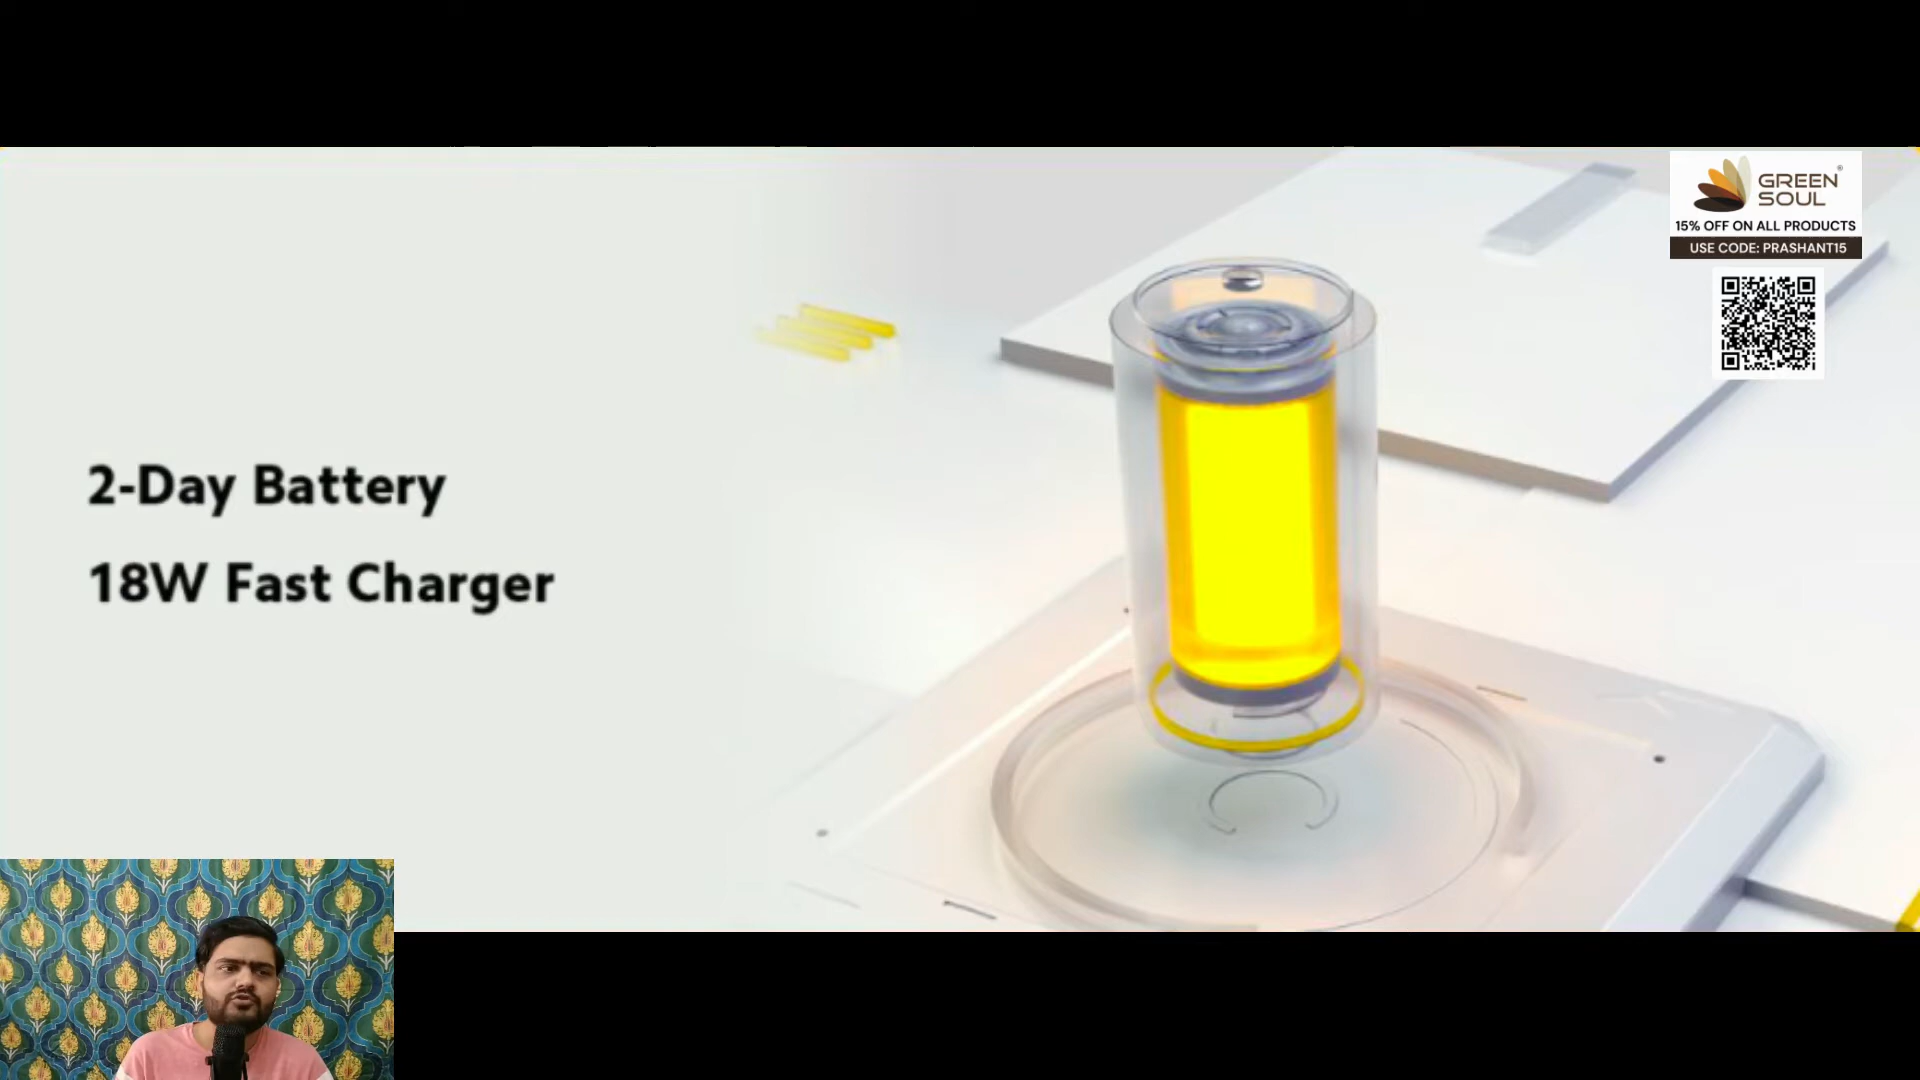 GREEN
SOUL
15% OFF ON ALL PRODUCTS
USE CODE: PRASHANT15
2-Day Battery
18W Fast Charger